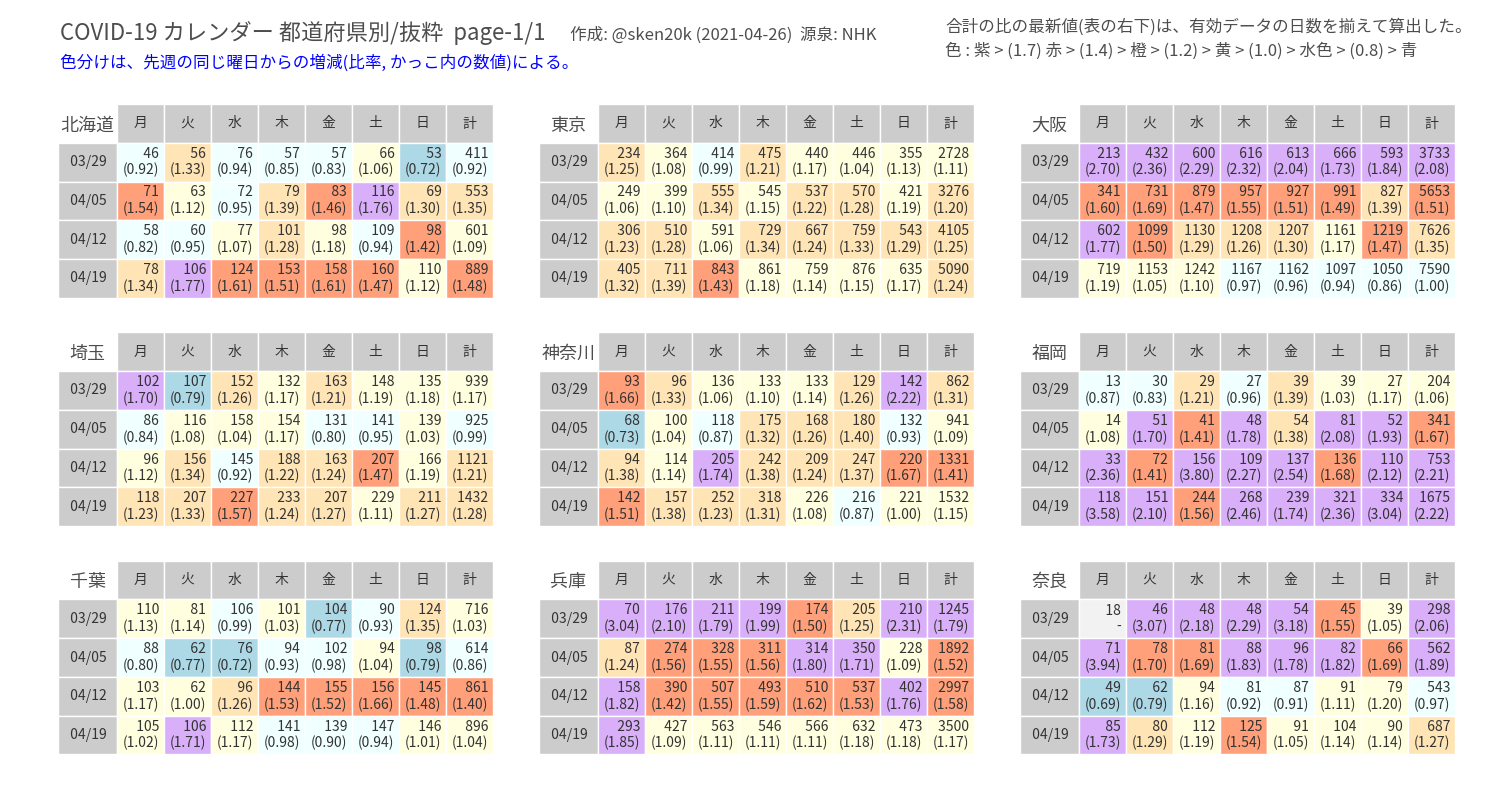 COVID-19 カレンダー 都道府県別/抜粋 page-1/1 作成: @sken20k (2021-04-26) 源泉: NHK
合計の比の最新値(表の右下)は、有効データの日数を揃えて算出した。
色分けは、先週の同じ曜日からの増減(比率, かっこ内の数値)による。
色 : 紫 > (1.7) 赤 > (1.4) > 橙 > (1.2) > 黄 > (1.0) > 水色 > (0.8) > 青
北海道 月 火 水 木 金 土 日 計
03/29 46 56 76 57 57 66 53 411
(0.92) (1.33) (0.94) (0.85) (0.83) (1.06) (0.72) (0.92)
04/05 71 63 72 79 83 116 69 553
(1.54) (1.12) (0.95) (1.39) (1.46) (1.76) (1.30) (1.35)
04/12 58 60 77 101 98 109 98 601
(0.82) (0.95) (1.07) (1.28) (1.18) (0.94) (1.42) (1.09)
04/19 78 106 124 153 158 160 110 889
(1.34) (1.77) (1.61) (1.51) (1.61) (1.47) (1.12) (1.48)
東京 月 火 水 木 金 土 日 計
03/29 234 364 414 475 440 446 355 2728
(1.25) (1.08) (0.99) (1.21) (1.17) (1.04) (1.13) (1.11)
04/05 249 399 555 545 537 570 421 3276
(1.06) (1.10) (1.34) (1.15) (1.22) (1.28) (1.19) (1.20)
04/12 306 510 591 729 667 759 543 4105
(1.23) (1.28) (1.06) (1.34) (1.24) (1.33) (1.29) (1.25)
04/19 405 711 843 861 759 876 635 5090
(1.32) (1.39) (1.43) (1.18) (1.14) (1.15) (1.17) (1.24)
大阪 月 火 水 木 金 土 日 計
03/29 213 432 600 616 613 666 593 3733
(2.70) (2.36) (2.29) (2.32) (2.04) (1.73) (1.84) (2.08)
04/05 341 731 879 957 927 991 827 5653
(1.60) (1.69) (1.47) (1.55) (1.51) (1.49) (1.39) (1.51)
04/12 602 1099 1130 1208 1207 1161 1219 7626
(1.77) (1.50) (1.29) (1.26) (1.30) (1.17) (1.47) (1.35)
04/19 719 1153 1242 1167 1162 1097 1050 7590
(1.19) (1.05) (1.10) (0.97) (0.96) (0.94) (0.86) (1.00)
埼玉 月 火 水 木 金 土 日 計
03/29 102 107 152 132 163 148 135 939
(1.70) (0.79) (1.26) (1.17) (1.21) (1.19) (1.18) (1.17)
04/05 86 116 158 154 131 141 139 925
(0.84) (1.08) (1.04) (1.17) (0.80) (0.95) (1.03) (0.99)
04/12 96 156 145 188 163 207 166 1121
(1.12) (1.34) (0.92) (1.22) (1.24) (1.47) (1.19) (1.21)
04/19 118 207 227 233 207 229 211 1432
(1.23) (1.33) (1.57) (1.24) (1.27) (1.11) (1.27) (1.28)
神奈川 月 火 水 木 金 土 日 計
03/29 93 96 136 133 133 129 142 862
(1.66) (1.33) (1.06) (1.10) (1.14) (1.26) (2.22) (1.31)
04/05 68 100 118 175 168 180 132 941
(0.73) (1.04) (0.87) (1.32) (1.26) (1.40) (0.93) (1.09)
04/12 94 114 205 242 209 247 220 1331
(1.38) (1.14) (1.74) (1.38) (1.24) (1.37) (1.67) (1.41)
04/19 142 157 252 318 226 216 221 1532
(1.51) (1.38) (1.23) (1.31) (1.08) (0.87) (1.00) (1.15)
福岡 月 火 水 木 金 土 日 計
03/29 13 30 29 27 39 39 27 204
(0.87) (0.83) (1.21) (0.96) (1.39) (1.03) (1.17) (1.06)
04/05 14 51 41 48 54 81 52 341
(1.08) (1.70) (1.41) (1.78) (1.38) (2.08) (1.93) (1.67)
04/12 33 72 156 109 137 136 110 753
(2.36) (1.41) (3.80) (2.27) (2.54) (1.68) (2.12) (2.21)
04/19 118 151 244 268 239 321 334 1675
(3.58) (2.10) (1.56) (2.46) (1.74) (2.36) (3.04) (2.22)
千葉 月 火 水 木 金 土 日 計
03/29 110 81 106 101 104 90 124 716
(1.13) (1.14) (0.99) (1.03) (0.77) (0.93) (1.35) (1.03)
04/05 88 62 76 94 102 94 98 614
(0.80) (0.77) (0.72) (0.93) (0.98) (1.04) (0.79) (0.86)
04/12 103 62 96 144 155 156 145 861
(1.17) (1.00) (1.26) (1.53) (1.52) (1.66) (1.48) (1.40)
04/19 105 106 112 141 139 147 146 896
(1.02) (1.71) (1.17) (0.98) (0.90) (0.94) (1.01) (1.04)
兵庫 月 火 水 木 金 土 日 計
03/29 70 176 211 199 174 205 210 1245
(3.04) (2.10) (1.79) (1.99) (1.50) (1.25) (2.31) (1.79)
04/05 87 274 328 311 314 350 228 1892
(1.24) (1.56) (1.55) (1.56) (1.80) (1.71) (1.09) (1.52)
04/12 158 390 507 493 510 537 402 2997
(1.82) (1.42) (1.55) (1.59) (1.62) (1.53) (1.76) (1.58)
04/19 293 427 563 546 566 632 473 3500
(1.85) (1.09) (1.11) (1.11) (1.11) (1.18) (1.18) (1.17)
奈良 月 火 水 木 金 土 日 計
03/29 18 46 48 48 54 45 39 298
- (3.07) (2.18) (2.29) (3.18) (1.55) (1.05) (2.06)
04/05 71 78 81 88 96 82 66 562
(3.94) (1.70) (1.69) (1.83) (1.78) (1.82) (1.69) (1.89)
04/12 49 62 94 81 87 91 79 543
(0.69) (0.79) (1.16) (0.92) (0.91) (1.11) (1.20) (0.97)
04/19 85 80 112 125 91 104 90 687
(1.73) (1.29) (1.19) (1.54) (1.05) (1.14) (1.14) (1.27)